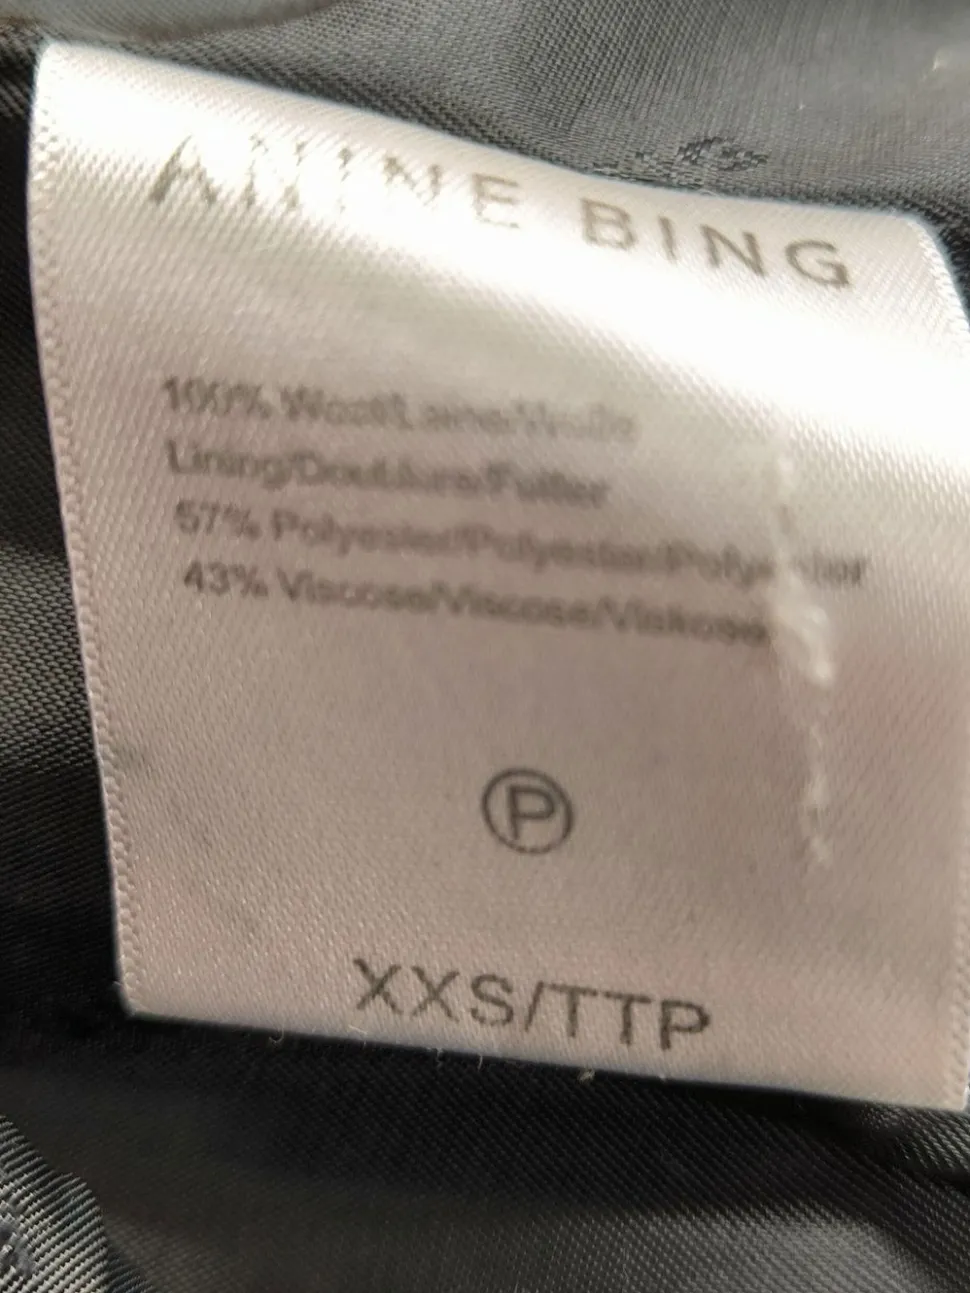 ANINE BING
100% Wool/Laine/Wolle
Lining/Doublure/Futter
57% Polyester/Polyester/Polyester
43% Viscose/Viscose/Viskose
P
XXS/TTP